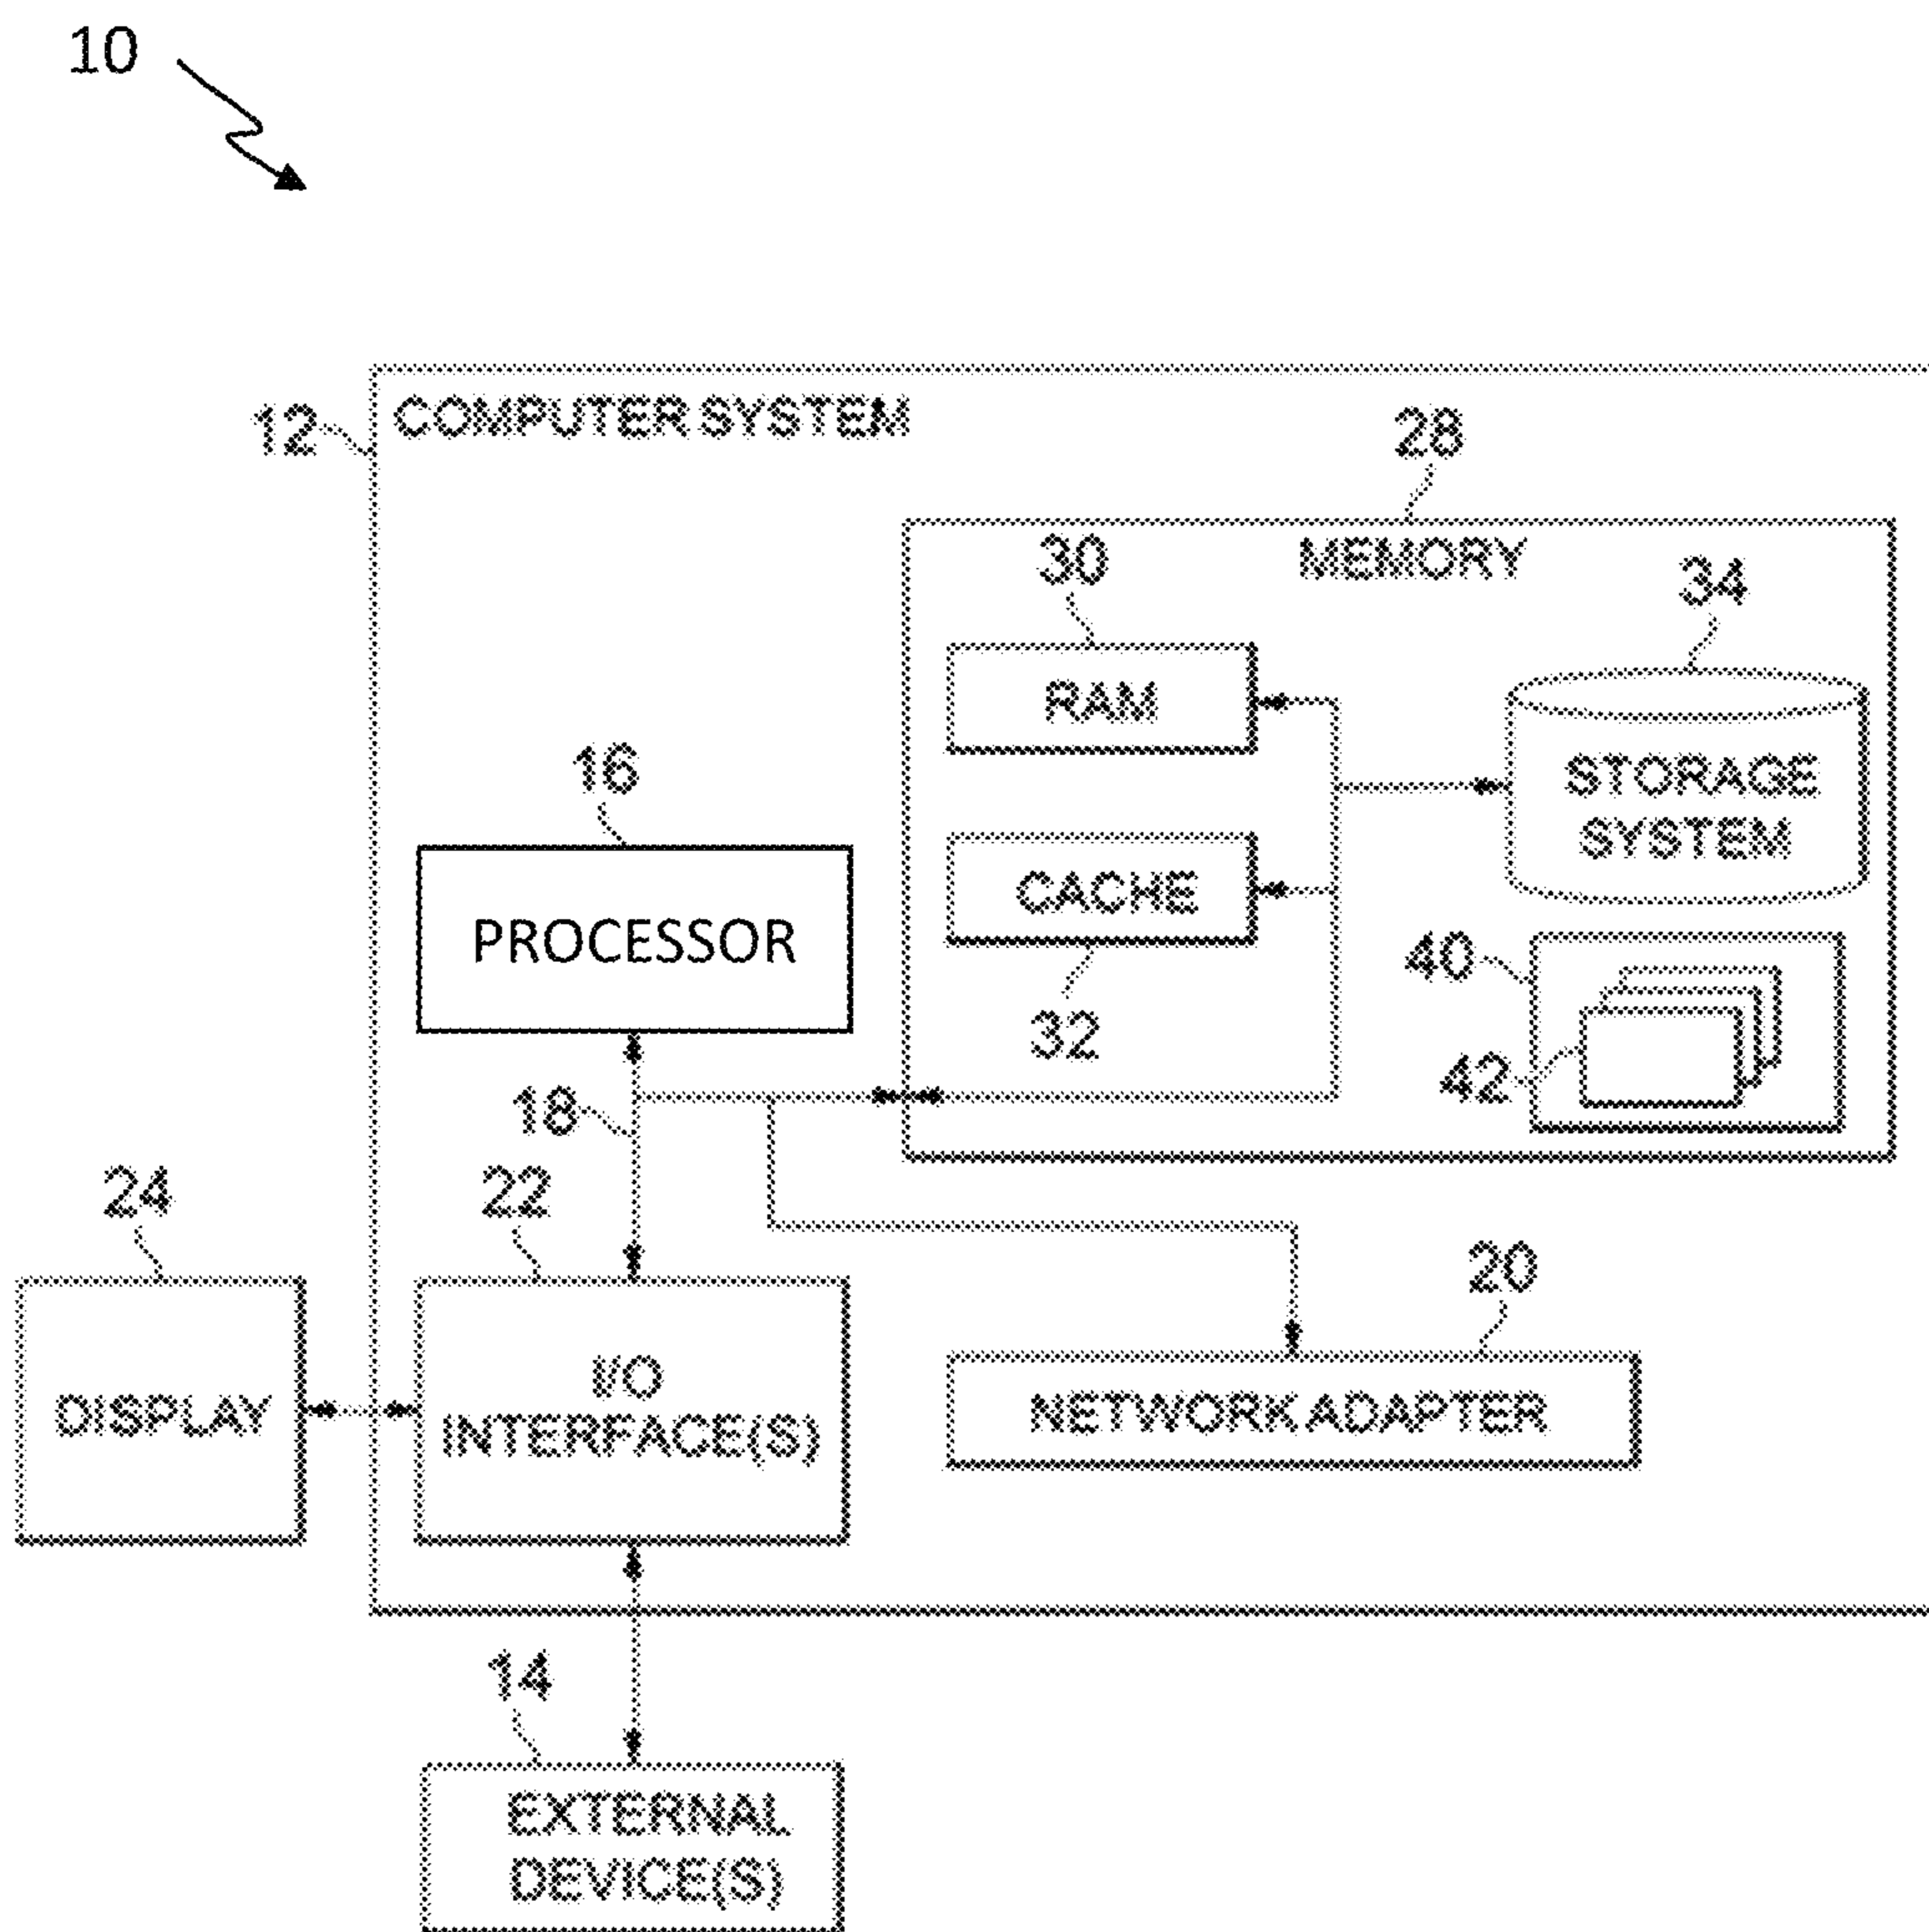 10
12
COMPUTER SYSTEM
28
MEMORY
30
34
RAM
STORAGE
SYSTEM
16
PROCESSOR
CACHE
32
40
42
18
24
22
20
DISPLAY
I/O
INTERFACE(S)
NETWORK ADAPTER
14
EXTERNAL
DEVICE(S)